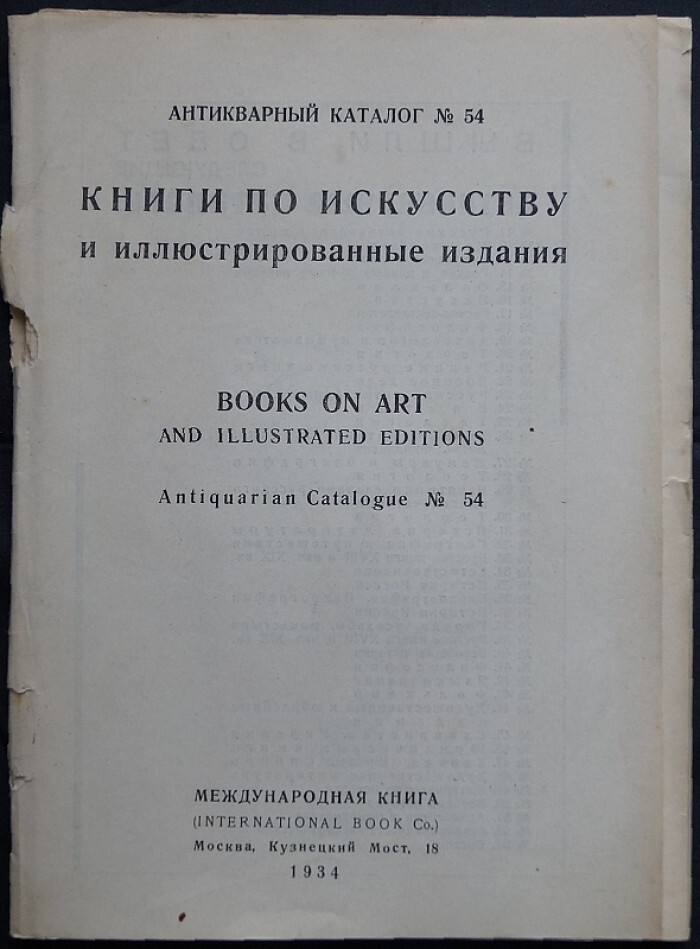 АНТИКВАРНЫЙ КАТАЛОГ № 54
КНИГИ ПО ИСКУССТВУ
и иллюстрированные издания
BOOKS ON ART
AND ILLUSTRATED EDITIONS
Antiquarian Catalogue № 54
МЕЖДУНАРОДНАЯ КНИГА
(INTERNATIONAL BOOK Co.)
Москва, Кузнецкий Мост, 18
1934